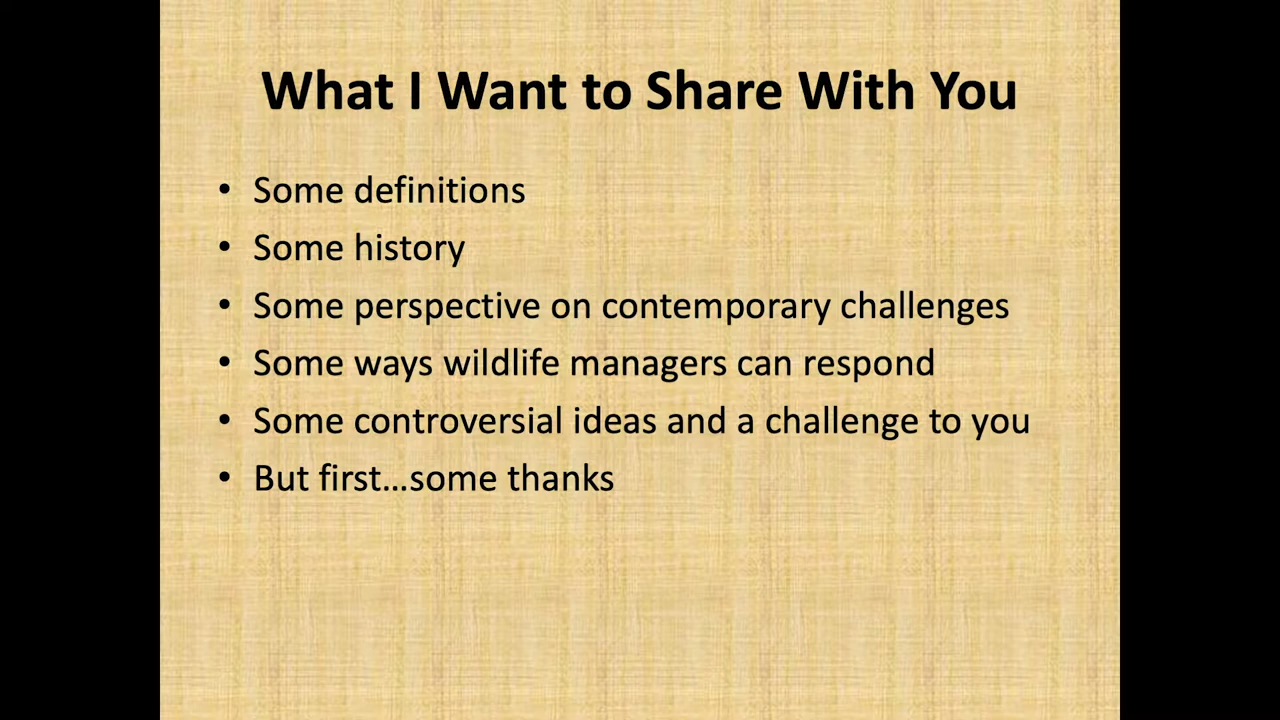 What I Want to Share With You
• Some definitions
• Some history
• Some perspective on contemporary challenges
• Some ways wildlife managers can respond
• Some controversial ideas and a challenge to you
• But first…some thanks